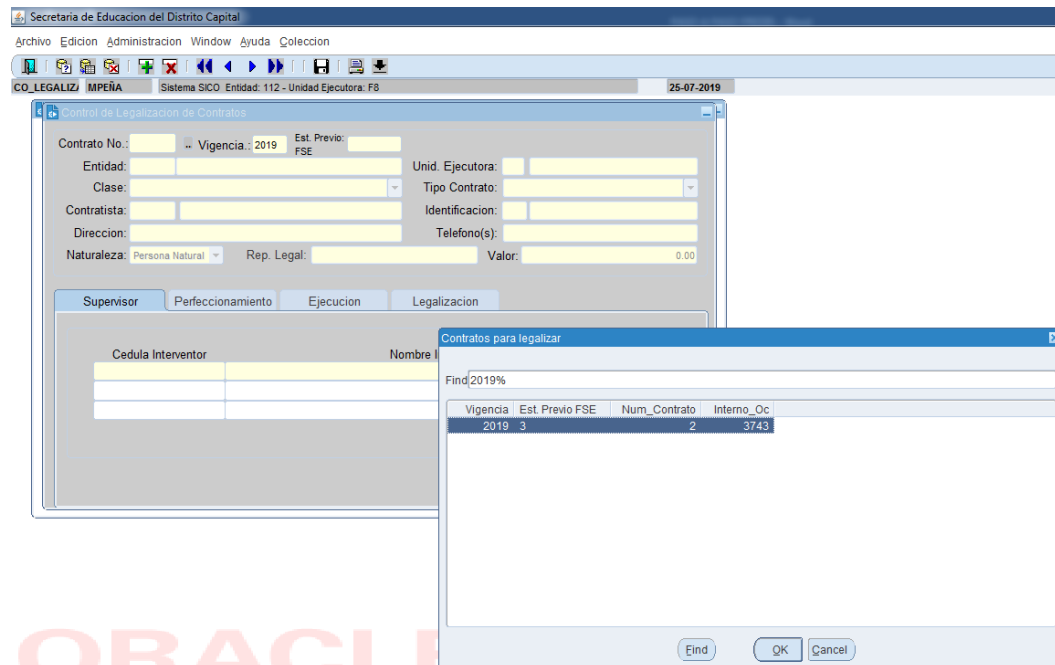 Secretaria de Educacion del Distrito Capital
Archivo Edicion Administracion Window Ayuda Coleccion
CO_LEGALIZ/ MPEÑA Sistema SICO Entidad: 112 - Unidad Ejecutora: F8 25-07-2019
Control de Legalizacion de Contratos
Contrato No.: .. Vigencia.: 2019 Est. Previo: FSE
Entidad: Unid. Ejecutora:
Clase: Tipo Contrato:
Contratista: Identificacion:
Direccion: Telefono(s):
Naturaleza: Persona Natural Rep. Legal: Valor: 0.00
Supervisor Perfeccionamiento Ejecucion Legalizacion
Cedula Interventor Nombre I
Contratos para legalizar
Find 2019%
Vigencia Est. Previo FSE Num_Contrato Interno_Oc
2019 3 2 3743
Find OK Cancel
ORACLE